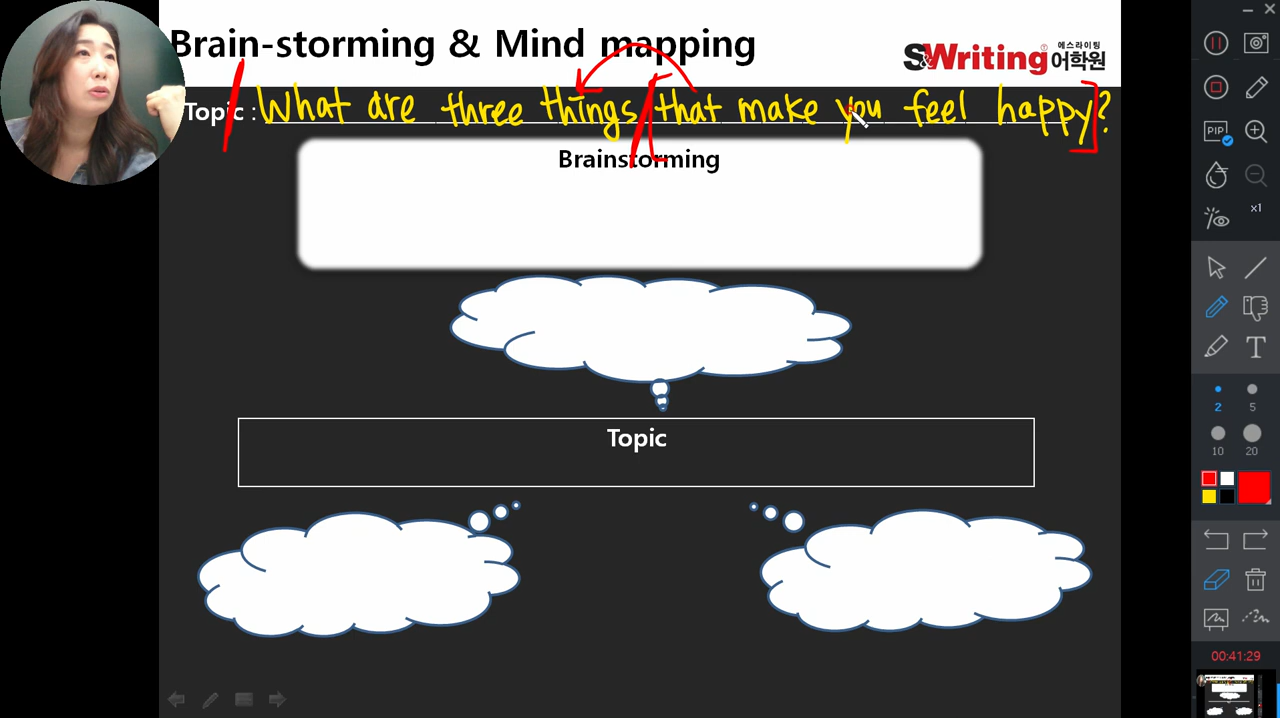 Brain-storming & Mind mapping
S&Writing 에스라이팅 어학원
Topic : What are three things that make you feel happy?
Brainstorming
Topic
PIP
x1
2 5
10 20
T
00:41:29